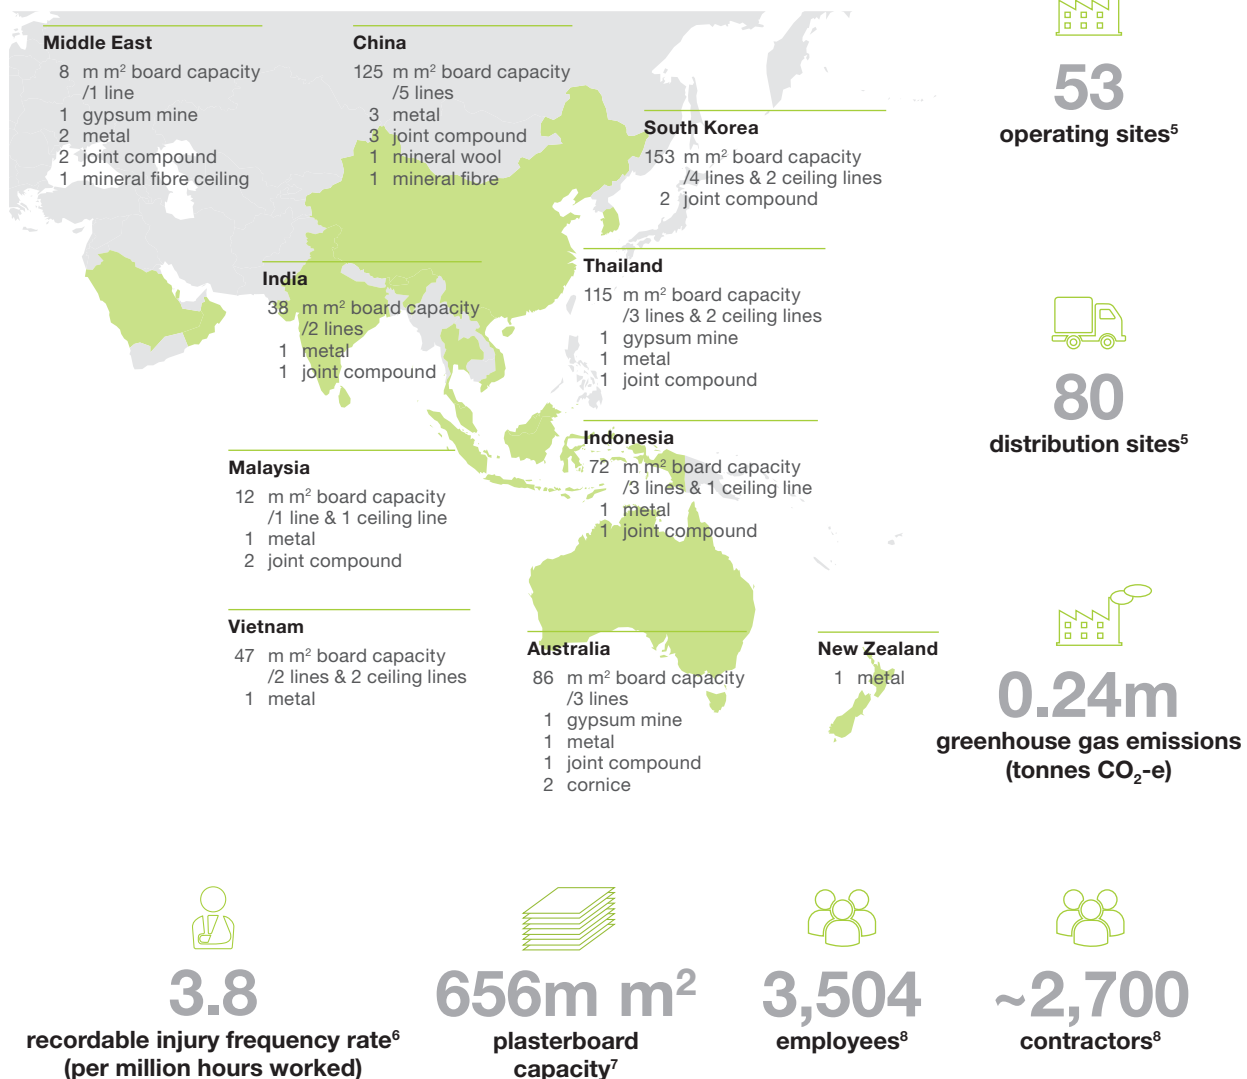 Middle East
8 m m² board capacity
/1 line
1 gypsum mine
2 metal
2 joint compound
1 mineral fibre ceiling
China
125 m m² board capacity
/5 lines
3 metal
3 joint compound
1 mineral wool
1 mineral fibre
South Korea
153 m m² board capacity
/4 lines & 2 ceiling lines
2 joint compound
India
38 m m² board capacity
/2 lines
1 metal
1 joint compound
Thailand
115 m m² board capacity
/3 lines & 2 ceiling lines
1 gypsum mine
1 metal
1 joint compound
Malaysia
12 m m² board capacity
/1 line & 1 ceiling line
1 metal
2 joint compound
Indonesia
72 m m² board capacity
/3 lines & 1 ceiling line
1 metal
1 joint compound
Vietnam
47 m m² board capacity
/2 lines & 2 ceiling lines
1 metal
Australia
86 m m² board capacity
/3 lines
1 gypsum mine
1 metal
1 joint compound
2 cornice
New Zealand
1 metal
53
operating sites⁵
80
distribution sites⁵
0.24m
greenhouse gas emissions
(tonnes CO₂-e)
3.8
recordable injury frequency rate⁶
(per million hours worked)
656m m²
plasterboard
capacity⁷
3,504
employees⁸
~2,700
contractors⁸